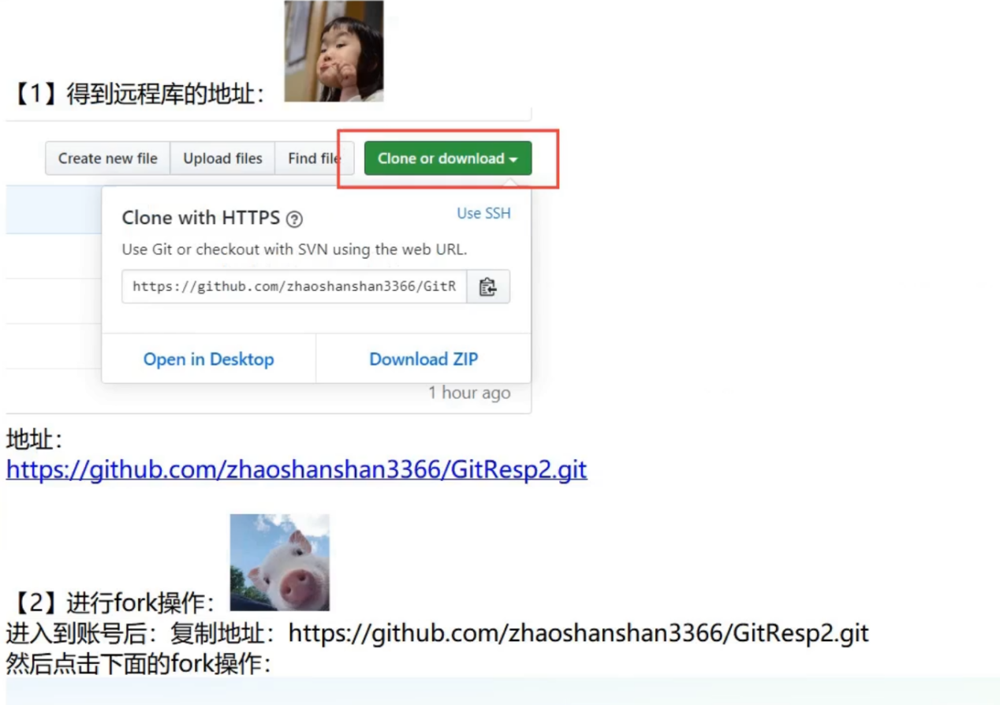 【1】得到远程库的地址：
Create new file Upload files Find file Clone or download
Clone with HTTPS Use SSH
Use Git or checkout with SVN using the web URL.
https://github.com/zhaoshanshan3366/GitR
Open in Desktop Download ZIP
1 hour ago
地址：
https://github.com/zhaoshanshan3366/GitResp2.git
【2】进行fork操作：
进入到账号后：复制地址：https://github.com/zhaoshanshan3366/GitResp2.git
然后点击下面的fork操作：